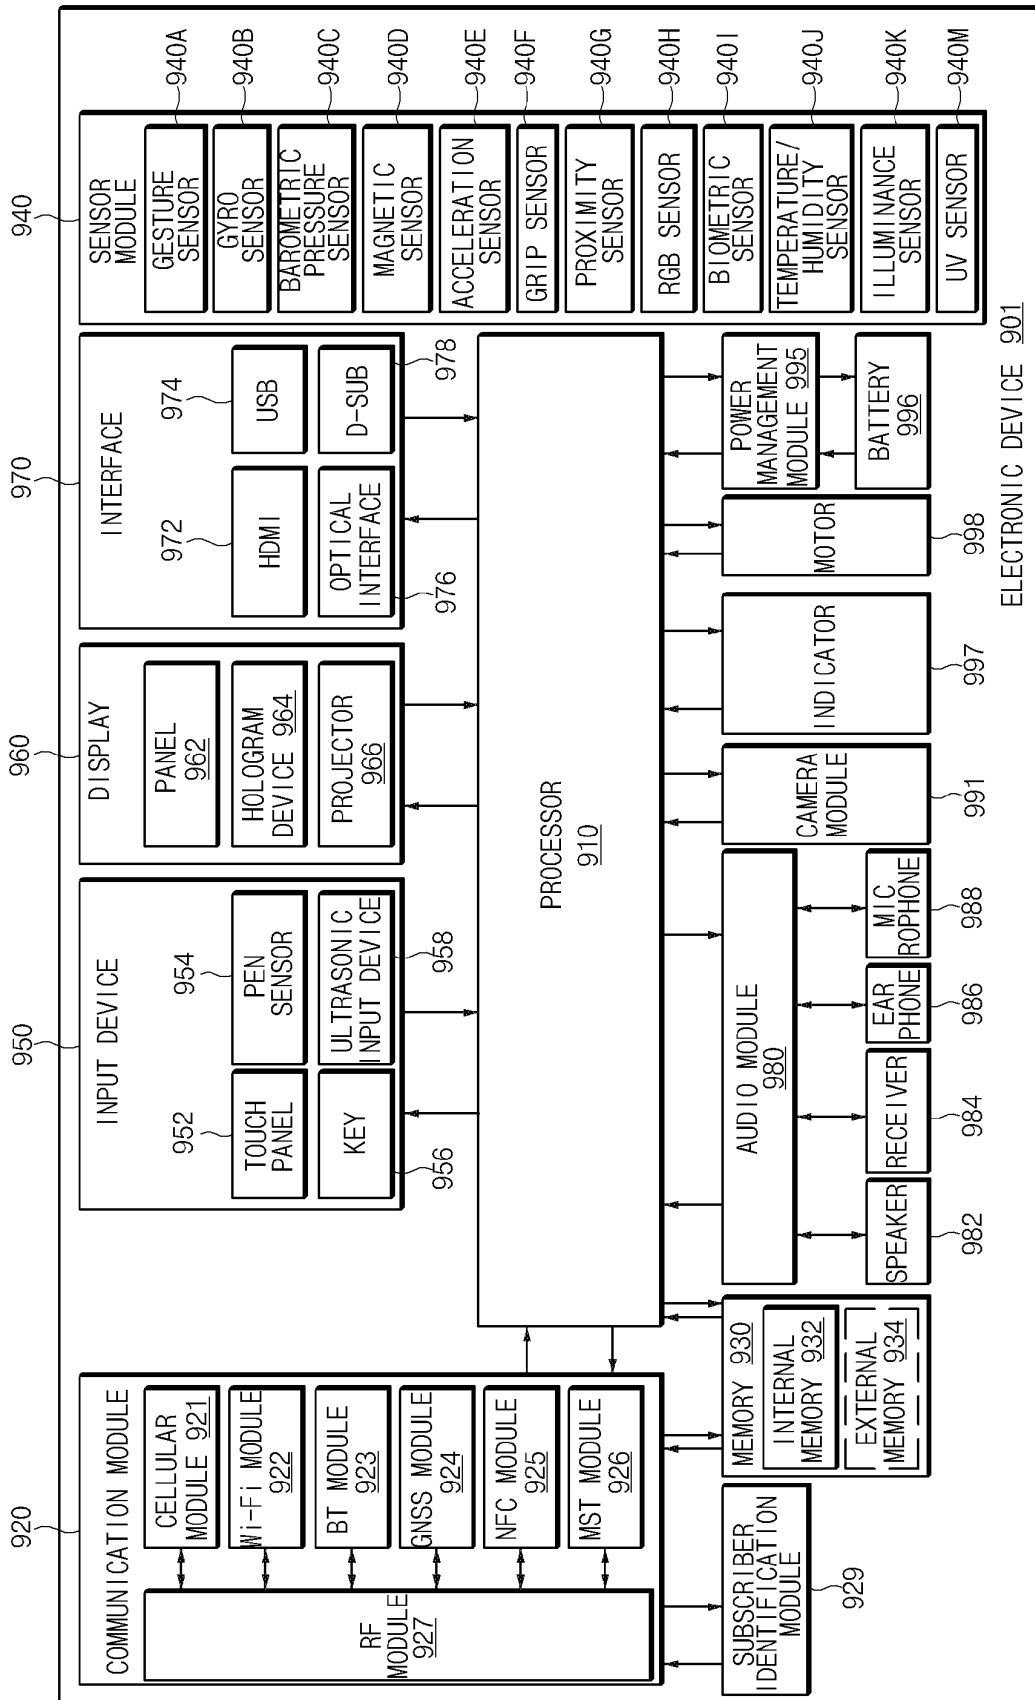 920
COMMUNICATION MODULE
CELLULAR
MODULE 921
Wi-Fi MODULE
922
BT MODULE
923
GNSS MODULE
924
NFC MODULE
925
MST MODULE
926
RF
MODULE
927
SUBSCRIBER
IDENTIFICATION
MODULE
929
MEMORY 930
INTERNAL
MEMORY 932
EXTERNAL
MEMORY 934
950
INPUT DEVICE
952
TOUCH
PANEL
954
PEN
SENSOR
KEY
956
ULTRASONIC
INPUT DEVICE
958
960
DISPLAY
PANEL
962
HOLOGRAM
DEVICE 964
PROJECTOR
966
970
INTERFACE
972
HDMI
974
USB
OPTICAL
INTERFACE
976
D-SUB
978
940
SENSOR
MODULE
GESTURE
SENSOR
940A
GYRO
SENSOR
940B
BAROMETRIC
PRESSURE
SENSOR
940C
MAGNETIC
SENSOR
940D
ACCELERATION
SENSOR
940E
GRIP SENSOR
940F
PROXIMITY
SENSOR
940G
RGB SENSOR
940H
BIOMETRIC
SENSOR
940I
TEMPERATURE/
HUMIDITY
SENSOR
940J
ILLUMINANCE
SENSOR
940K
UV SENSOR
940M
PROCESSOR
910
AUDIO MODULE
980
SPEAKER
982
RECEIVER
984
EAR
PHONE
986
MIC
ROPHONE
988
CAMERA
MODULE
991
INDICATOR
997
MOTOR
998
POWER
MANAGEMENT
MODULE 995
BATTERY
996
ELECTRONIC DEVICE 901